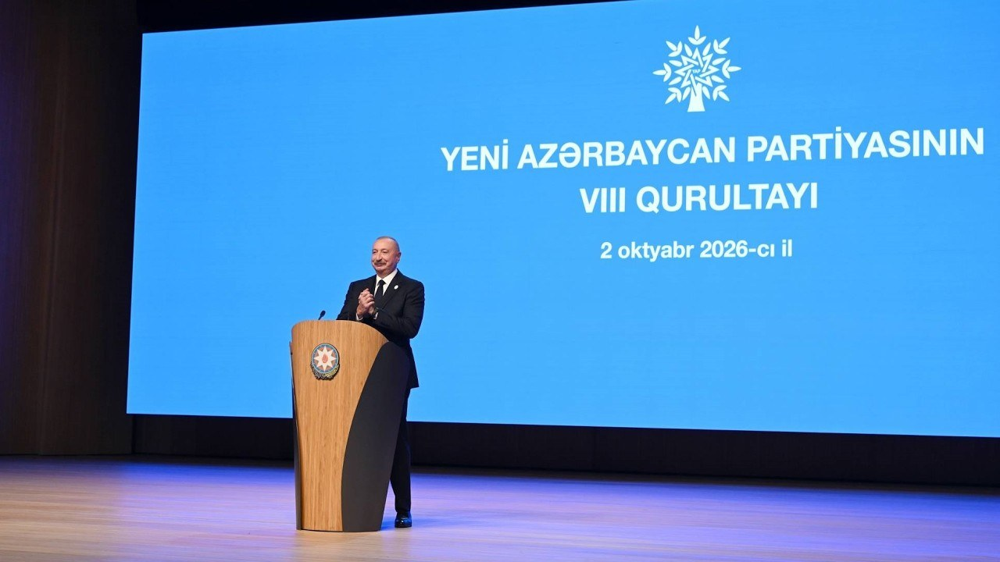 YENİ AZƏRBAYCAN PARTİYASININ
VIII QURULTAYI
2 oktyabr 2026-cı il